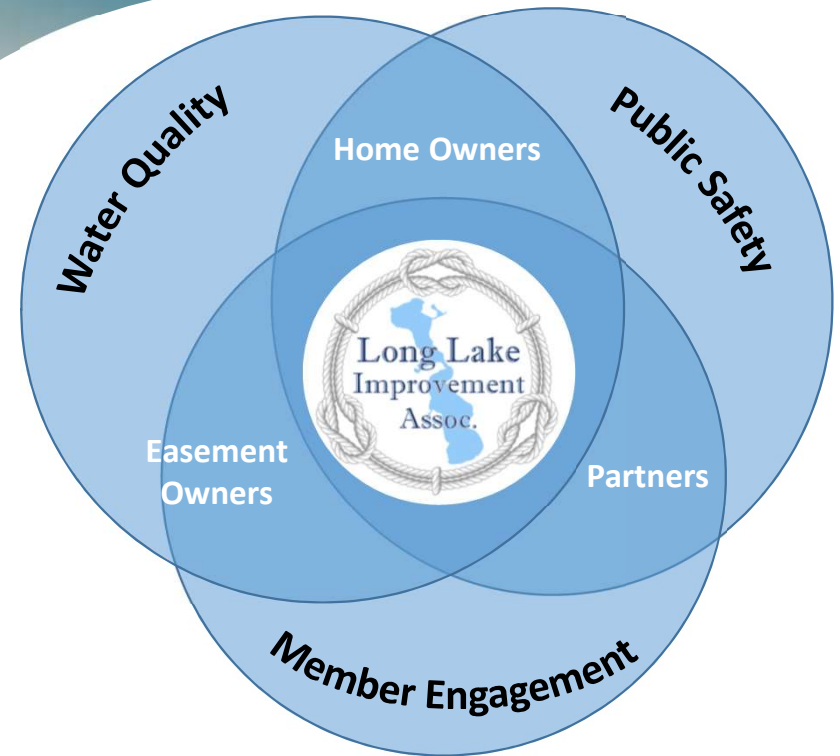 Water Quality
Public Safety
Home Owners
Long Lake
Improvement
Assoc.
Easement
Owners
Partners
Member Engagement